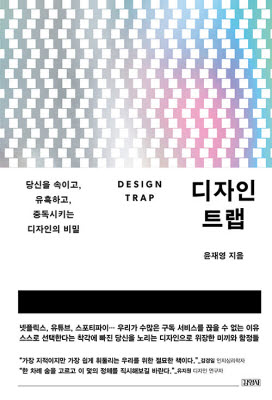 당신을 속이고,
유혹하고,
중독시키는
디자인의 비밀
DESIGN
TRAP
디자인
트랩
윤재영 지음
넷플릭스, 유튜브, 스포티파이… 우리가 수많은 구독 서비스를 끊을 수 없는 이유
스스로 선택한다는 착각에 빠진 당신을 노리는 디자인으로 위장한 미끼와 함정들
"가장 지적이지만 가장 쉽게 휘둘리는 우리를 위한 절묘한 책이다."_김경일 인지심리학자
"한 차례 숨을 고르고 이 덫의 정체를 직시해보길 바란다."_유지원 디자인 연구자
김영사